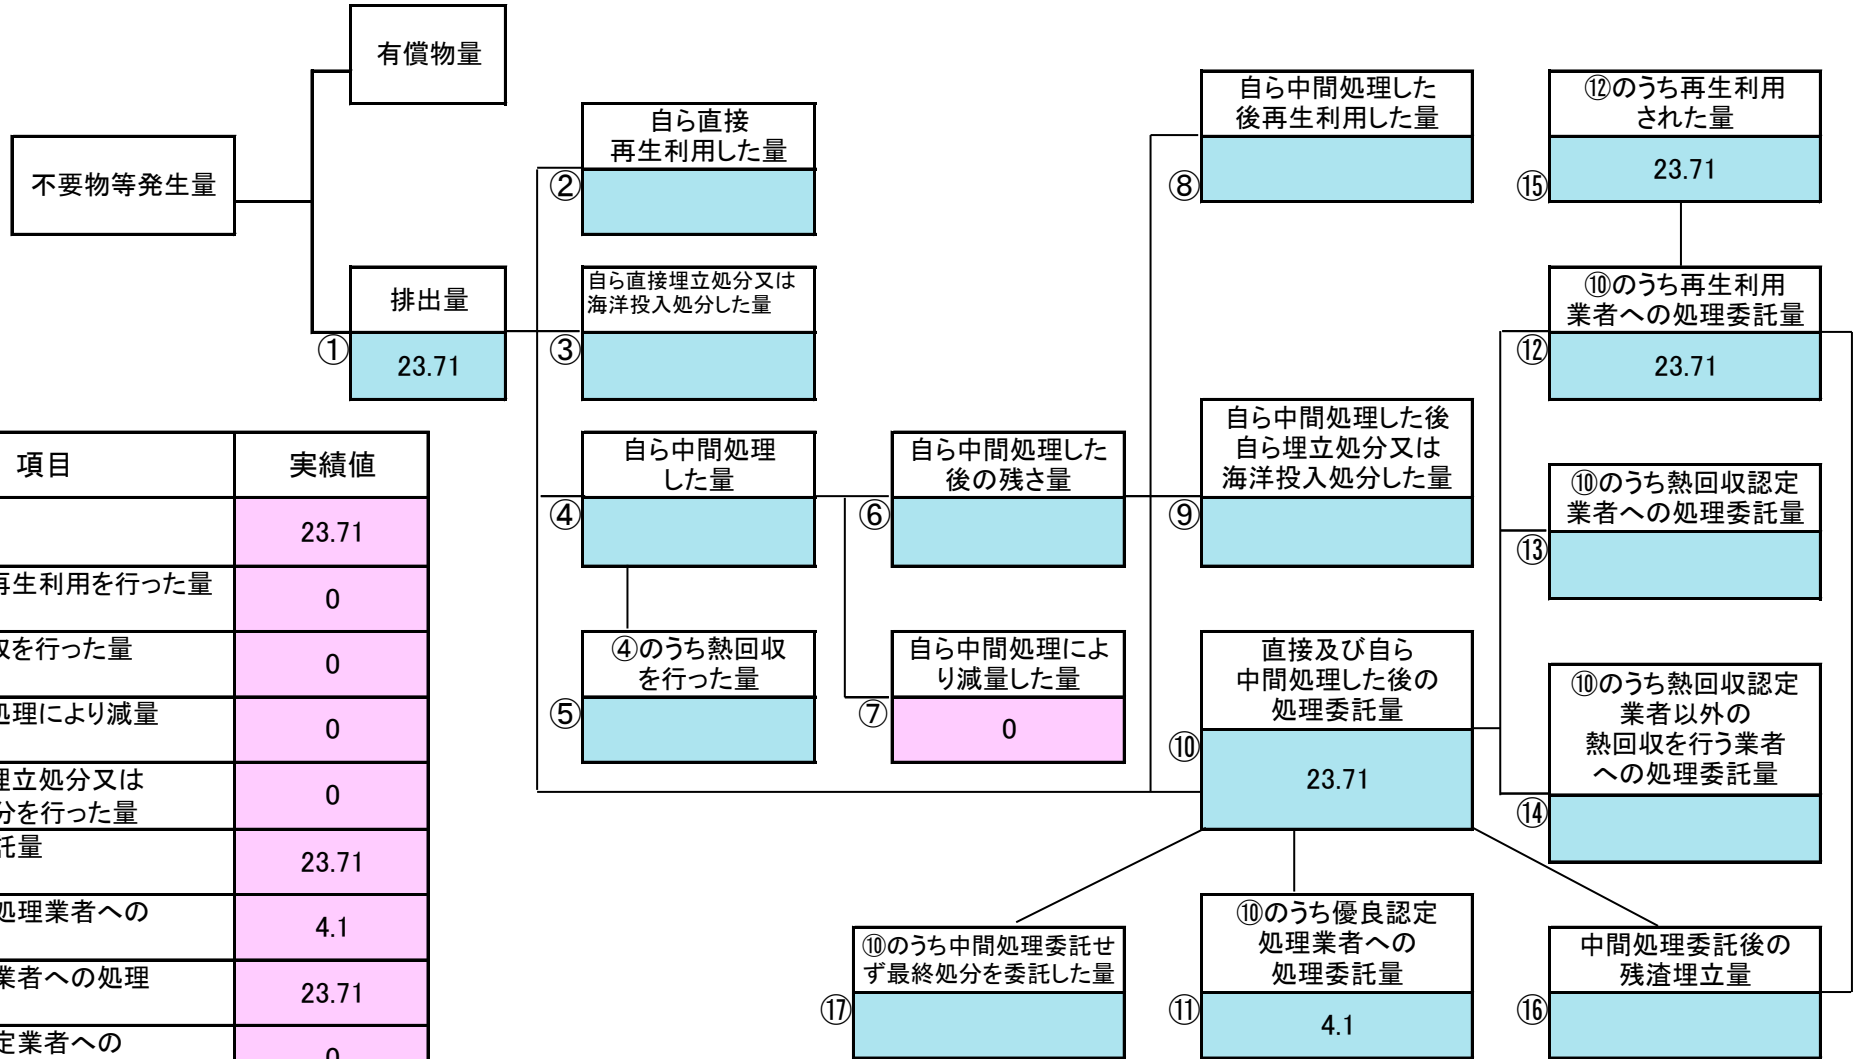 有償物量
不要物等発生量
排出量
①
23.71
自ら直接
再生利用した量
②
自ら直接埋立処分又は
海洋投入処分した量
③
自ら中間処理
した量
④
④のうち熱回収
を行った量
⑤
自ら中間処理した
後の残さ量
⑥
自ら中間処理によ
り減量した量
⑦
0
自ら中間処理した
後再生利用した量
⑧
自ら中間処理した後
自ら埋立処分又は
海洋投入処分した量
⑨
直接及び自ら
中間処理した後の
処理委託量
⑩
23.71
⑩のうち優良認定
処理業者への
処理委託量
⑪
4.1
⑫のうち再生利用
された量
⑮
23.71
⑩のうち再生利用
業者への処理委託量
⑫
23.71
⑩のうち熱回収認定
業者への処理委託量
⑬
⑩のうち熱回収認定
業者以外の
熱回収を行う業者
への処理委託量
⑭
中間処理委託後の
残渣埋立量
⑯
⑩のうち中間処理委託せ
ず最終処分を委託した量
⑰
項目 実績値
23.71
再生利用を行った量 0
を行った量 0
処理により減量 0
埋立処分又は
分を行った量 0
託量 23.71
処理業者への 4.1
業者への処理 23.71
定業者への 0